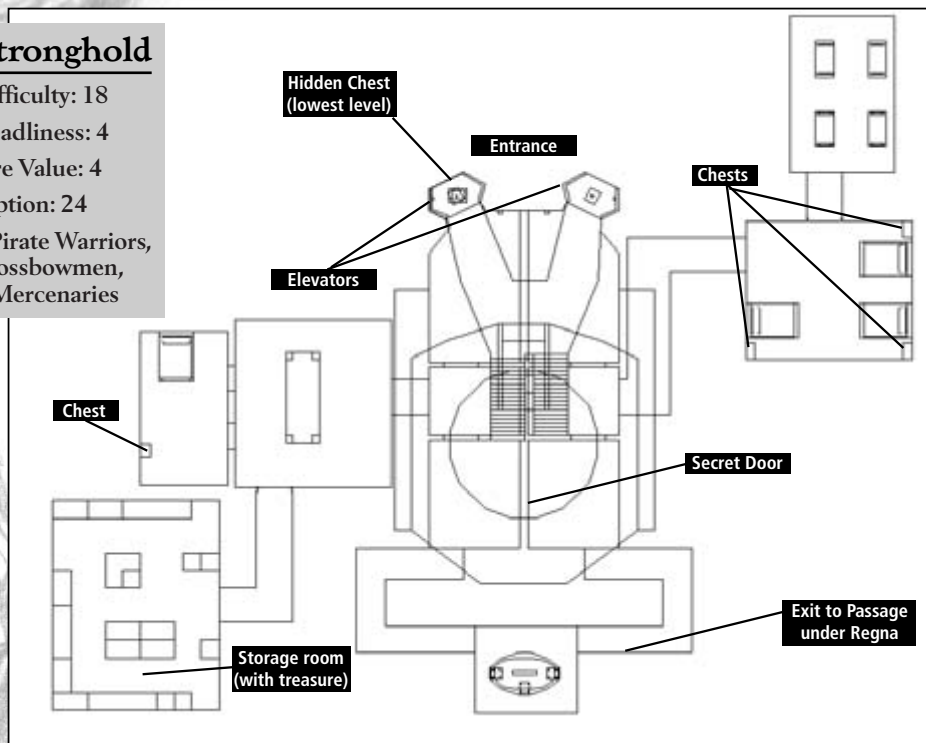 tronghold
fficulty: 18
adliness: 4
re Value: 4
ption: 24
Pirate Warriors,
ossbowmen,
Mercenaries
Hidden Chest
(lowest level)
Entrance
Chests
Elevators
Chest
Secret Door
Exit to Passage
under Regna
Storage room
(with treasure)